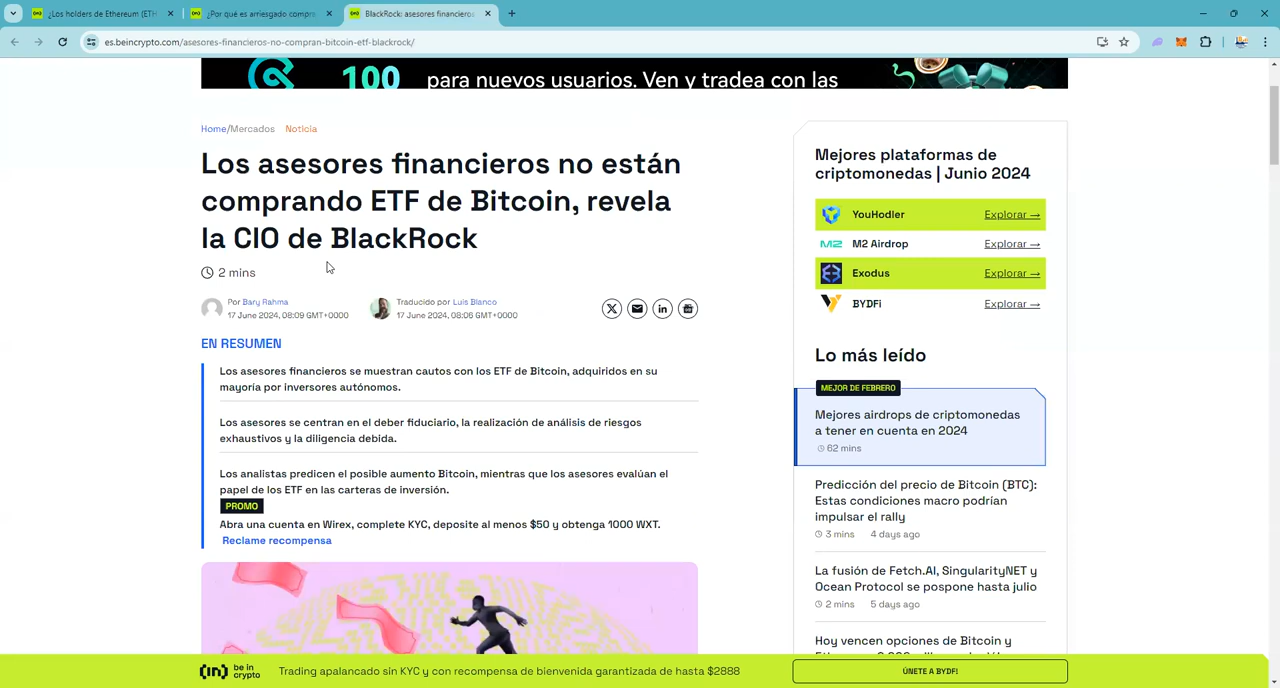 ¿Los holders de Ethereum (ETH
¿Por qué es arriesgado compra
BlackRock: asesores financieros
es.beincrypto.com/asesores-financieros-no-compran-bitcoin-etf-blackrock/
100 para nuevos usuarios. Ven y tradea con las
Home/Mercados Noticia
Los asesores financieros no están
comprando ETF de Bitcoin, revela
la CIO de BlackRock
2 mins
Por Bary Rahma
17 June 2024, 08:09 GMT+0000
Traducido por Luis Blanco
17 June 2024, 08:06 GMT+0000
EN RESUMEN
Los asesores financieros se muestran cautos con los ETF de Bitcoin, adquiridos en su
mayoría por inversores autónomos.
Los asesores se centran en el deber fiduciario, la realización de análisis de riesgos
exhaustivos y la diligencia debida.
Los analistas predicen el posible aumento Bitcoin, mientras que los asesores evalúan el
papel de los ETF en las carteras de inversión.
PROMO
Abra una cuenta en Wirex, complete KYC, deposite al menos $50 y obtenga 1000 WXT.
Reclame recompensa
Mejores plataformas de
criptomonedas | Junio 2024
YouHodler Explorar →
M2 M2 Airdrop Explorar →
Exodus Explorar →
BYDFi Explorar →
Lo más leído
MEJOR DE FEBRERO
Mejores airdrops de criptomonedas
a tener en cuenta en 2024
62 mins
Predicción del precio de Bitcoin (BTC):
Estas condiciones macro podrían
impulsar el rally
3 mins 4 days ago
La fusión de Fetch.AI, SingularityNET y
Ocean Protocol se pospone hasta julio
2 mins 5 days ago
Hoy vencen opciones de Bitcoin y
(in) be in
crypto
Trading apalancado sin KYC y con recompensa de bienvenida garantizada de hasta $2888
ÚNETE A BYDFI